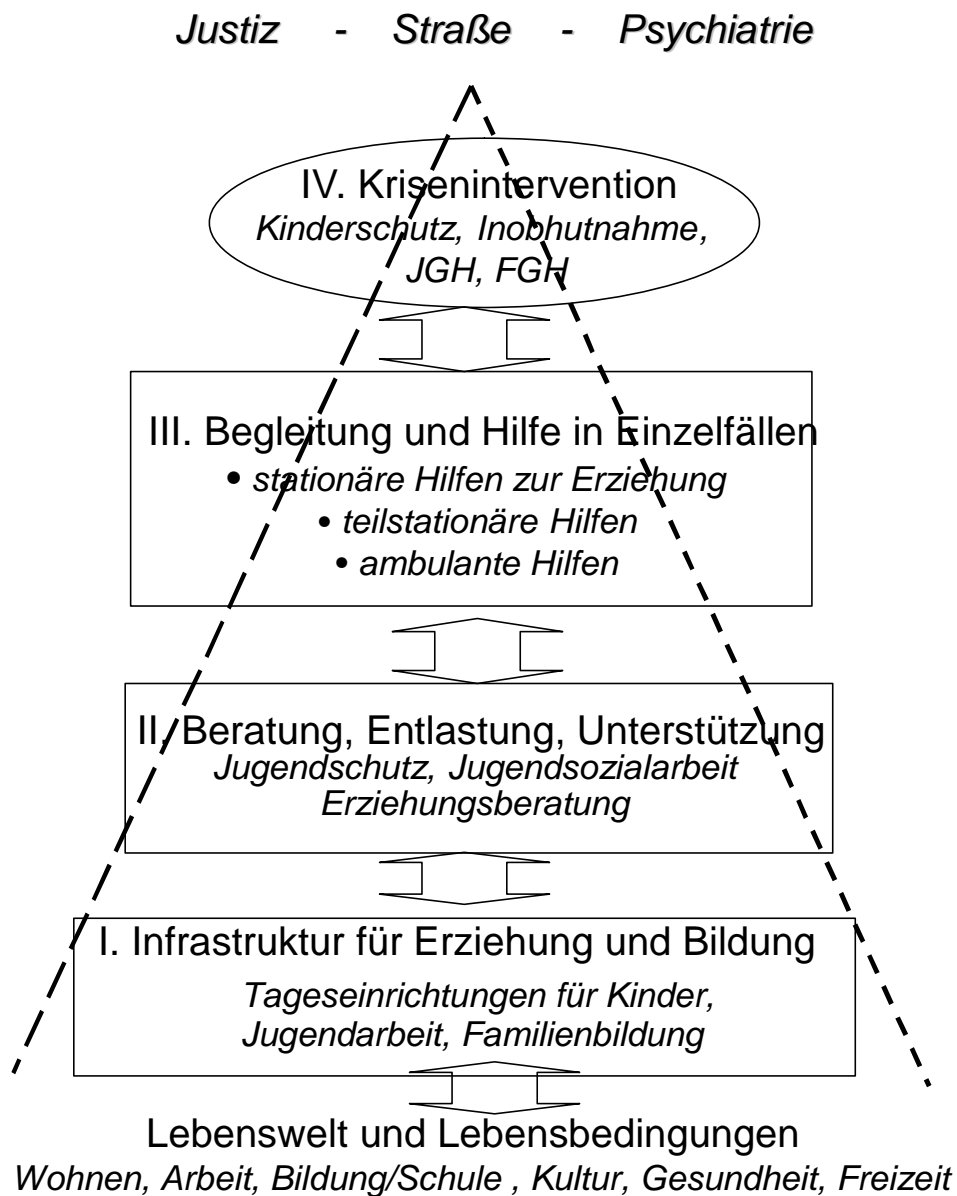 Justiz - Straße - Psychiatrie
IV. Krisenintervention
Kinderschutz, Inobhutnahme,
JGH, FGH
III. Begleitung und Hilfe in Einzelfällen
• stationäre Hilfen zur Erziehung
• teilstationäre Hilfen
• ambulante Hilfen
II. Beratung, Entlastung, Unterstützung
Jugendschutz, Jugendsozialarbeit
Erziehungsberatung
I. Infrastruktur für Erziehung und Bildung
Tageseinrichtungen für Kinder,
Jugendarbeit, Familienbildung
Lebenswelt und Lebensbedingungen
Wohnen, Arbeit, Bildung/Schule , Kultur, Gesundheit, Freizeit